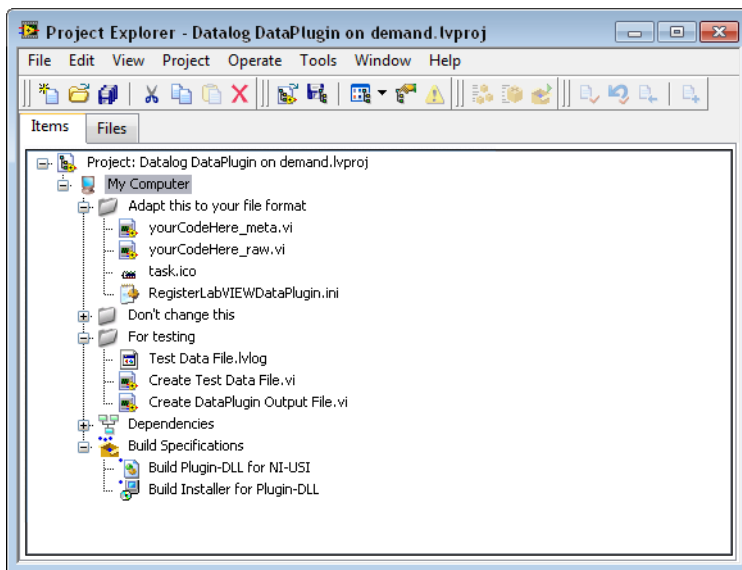 Project Explorer - Datalog DataPlugin on demand.lvproj
File Edit View Project Operate Tools Window Help
Items Files
Project: Datalog DataPlugin on demand.lvproj
My Computer
Adapt this to your file format
yourCodeHere_meta.vi
yourCodeHere_raw.vi
task.ico
RegisterLabVIEWDataPlugin.ini
Don't change this
For testing
Test Data File.lvlog
Create Test Data File.vi
Create DataPlugin Output File.vi
Dependencies
Build Specifications
Build Plugin-DLL for NI-USI
Build Installer for Plugin-DLL